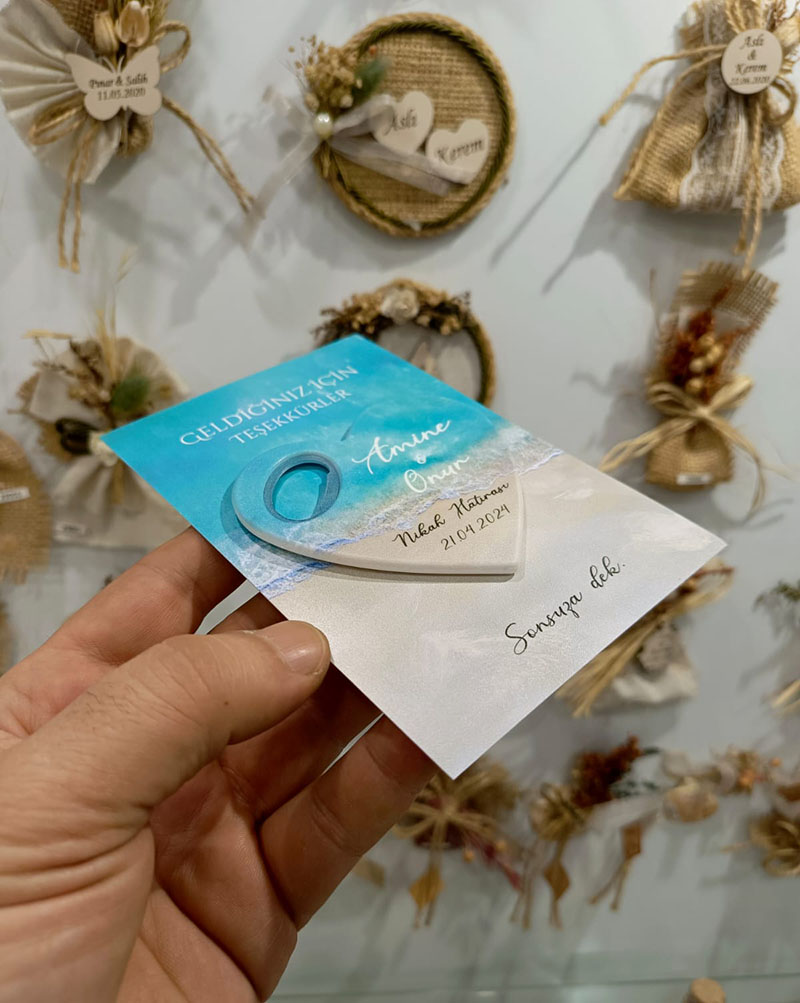 Pınar & Salih
11.05.2020
Aslı
Kerem
Aslı
&
Kerem
22.06.2020
GELDİĞİNİZ İÇİN
TEŞEKKÜRLER
Amine
&
Onur
Nikah Hatırası
21.04.2024
Sonsuza dek.